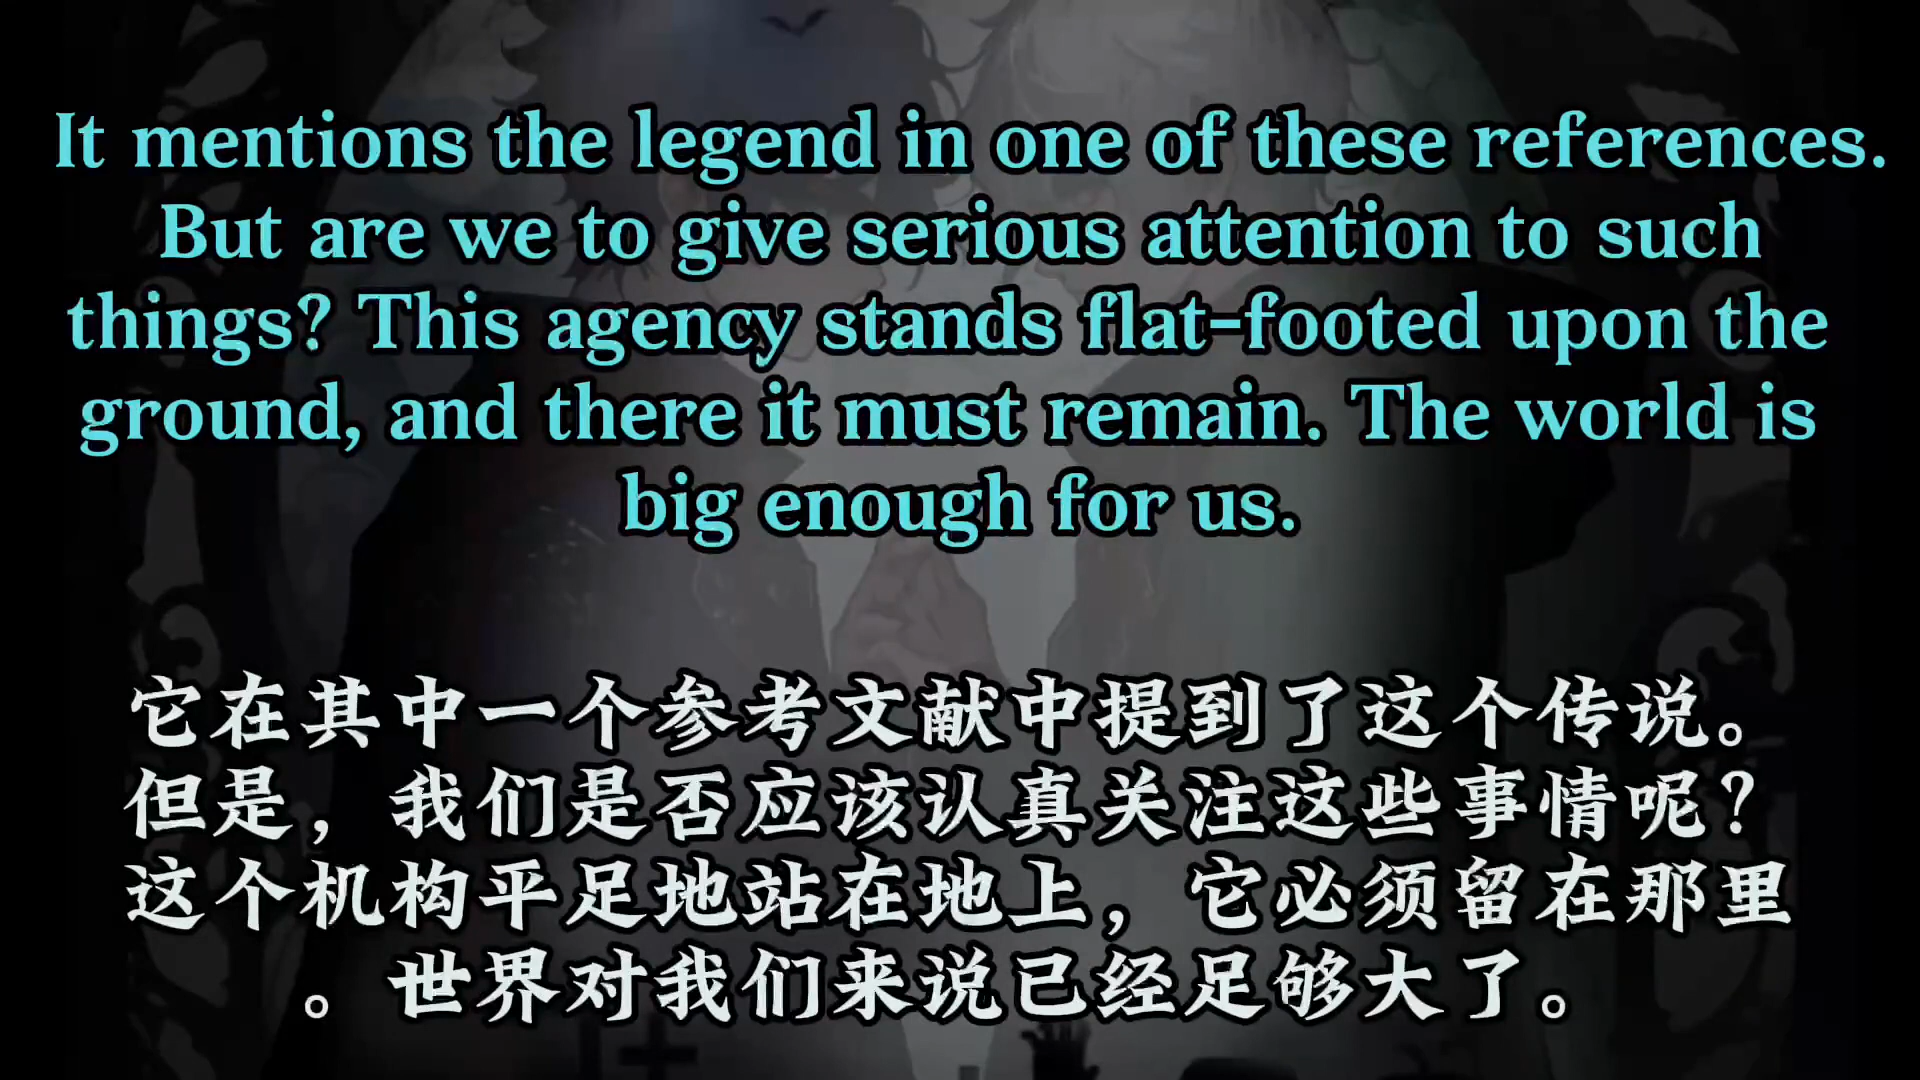 It mentions the legend in one of these references.
But are we to give serious attention to such
things? This agency stands flat-footed upon the
ground, and there it must remain. The world is
big enough for us.
它在其中一个参考文献中提到了这个传说。
但是，我们是否应该认真关注这些事情呢？
这个机构平足地站在地上，它必须留在那里
。世界对我们来说已经足够大了。